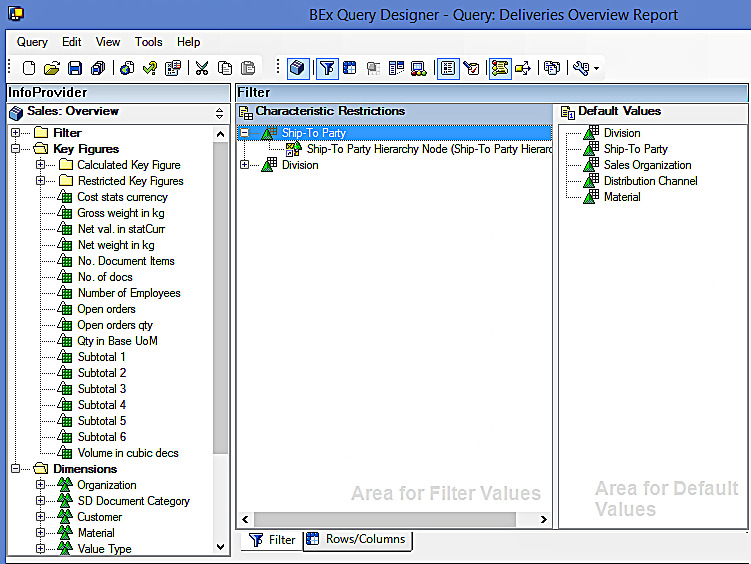 BEx Query Designer - Query: Deliveries Overview Report
Query Edit View Tools Help
InfoProvider
Sales: Overview
Filter
Key Figures
Calculated Key Figure
Restricted Key Figures
Cost stats currency
Gross weight in kg
Net val. in statCurr
Net weight in kg
No. Document Items
No. of docs
Number of Employees
Open orders
Open orders qty
Qty in Base UoM
Subtotal 1
Subtotal 2
Subtotal 3
Subtotal 4
Subtotal 5
Subtotal 6
Volume in cubic decs
Dimensions
Organization
SD Document Category
Customer
Material
Value Type
Filter
Characteristic Restrictions
Ship-To Party
Ship-To Party Hierarchy Node (Ship-To Party Hierarc
Division
Area for Filter Values
Default Values
Division
Ship-To Party
Sales Organization
Distribution Channel
Material
Area for Default
Values
Filter
Rows/Columns